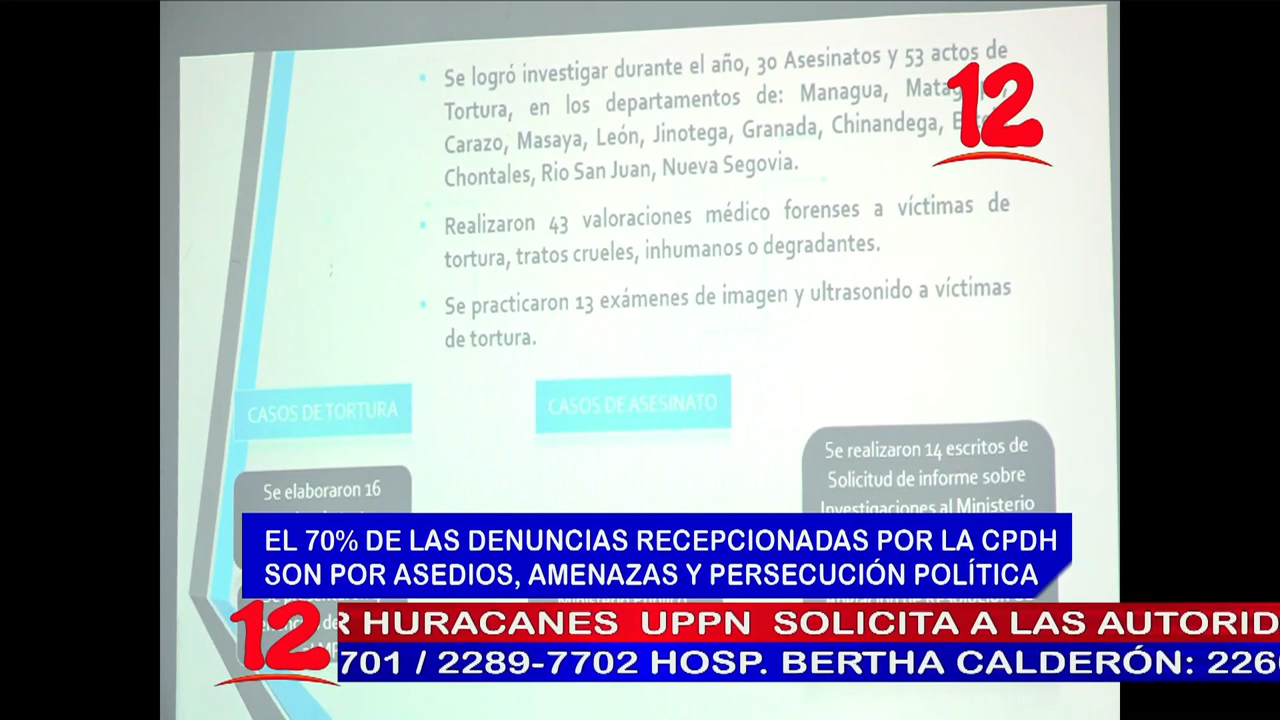 Se logró investigar durante el año, 30 Asesinatos y 53 actos de
Tortura, en los departamentos de: Managua,
Carazo, Masaya, León, Jinotega, Granada, Chinandega,
Chontales, Rio San Juan, Nueva Segovia.
12
Realizaron 43 valoraciones médico forenses a víctimas de
tortura, tratos crueles, inhumanos o degradantes.
Se practicaron 13 exámenes de imagen y ultrasonido a víctimas
de tortura.
CASOS DE TORTURA
CASOS DE ASESINATO
Se elaboraron 16
Se realizaron 14 escritos de
Solicitud de informe sobre
Investigaciones al Ministerio
EL 70% DE LAS DENUNCIAS RECEPCIONADAS POR LA CPDH
SON POR ASEDIOS, AMENAZAS Y PERSECUCIÓN POLÍTICA
12
R HURACANES UPPN SOLICITA A LAS AUTORID
701 / 2289-7702 HOSP. BERTHA CALDERÓN: 2260